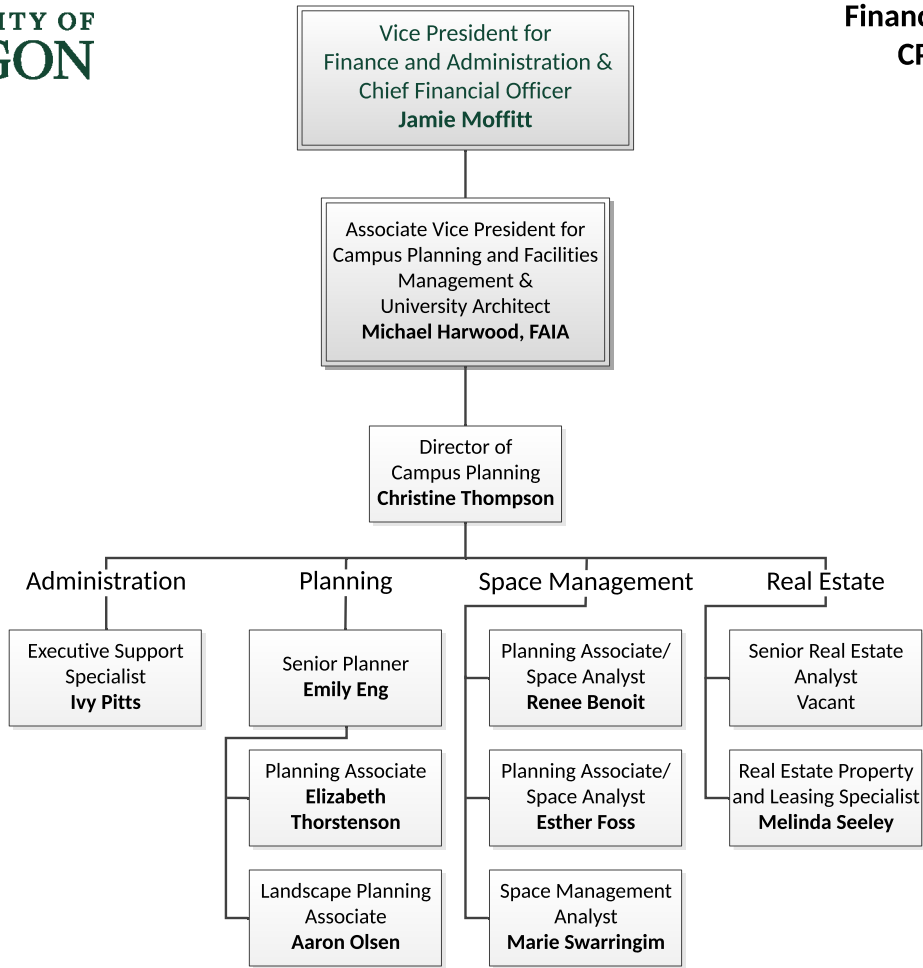 ITY OF
GON
Financ
CP
Vice President for
Finance and Administration &
Chief Financial Officer
Jamie Moffitt
Associate Vice President for
Campus Planning and Facilities
Management &
University Architect
Michael Harwood, FAIA
Director of
Campus Planning
Christine Thompson
Administration
Planning
Space Management
Real Estate
Executive Support
Specialist
Ivy Pitts
Senior Planner
Emily Eng
Planning Associate/
Space Analyst
Renee Benoit
Senior Real Estate
Analyst
Vacant
Planning Associate
Elizabeth
Thorstenson
Planning Associate/
Space Analyst
Esther Foss
Real Estate Property
and Leasing Specialist
Melinda Seeley
Landscape Planning
Associate
Aaron Olsen
Space Management
Analyst
Marie Swarringim